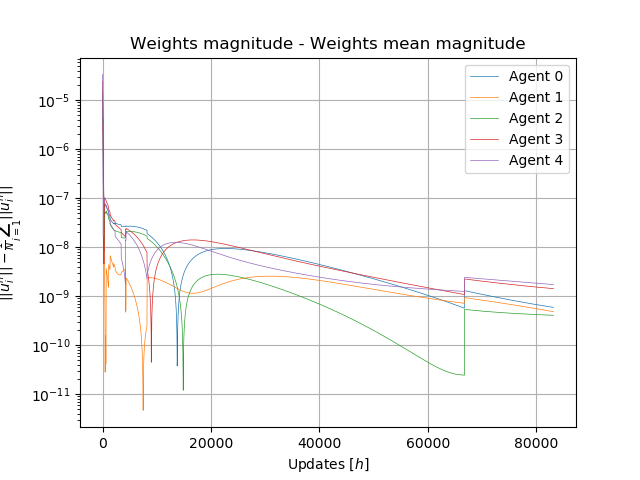 Weights magnitude - Weights mean magnitude
10⁻⁵
10⁻⁶
10⁻⁷
10⁻⁸
10⁻⁹
10⁻¹⁰
10⁻¹¹
0 20000 40000 60000 80000
Updates [h]
Agent 0
Agent 1
Agent 2
Agent 3
Agent 4